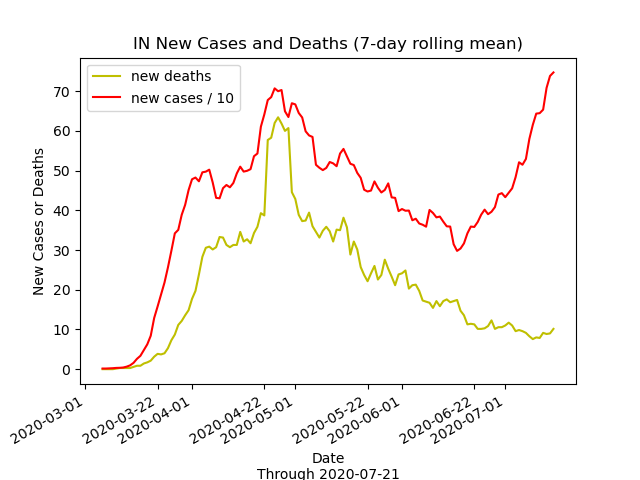 IN New Cases and Deaths (7-day rolling mean)
new deaths
new cases / 10
New Cases or Deaths
70
60
50
40
30
20
10
0
2020-03-01
2020-03-22
2020-04-01
2020-04-22
2020-05-01
2020-05-22
2020-06-01
2020-06-22
2020-07-01
Date
Through 2020-07-21